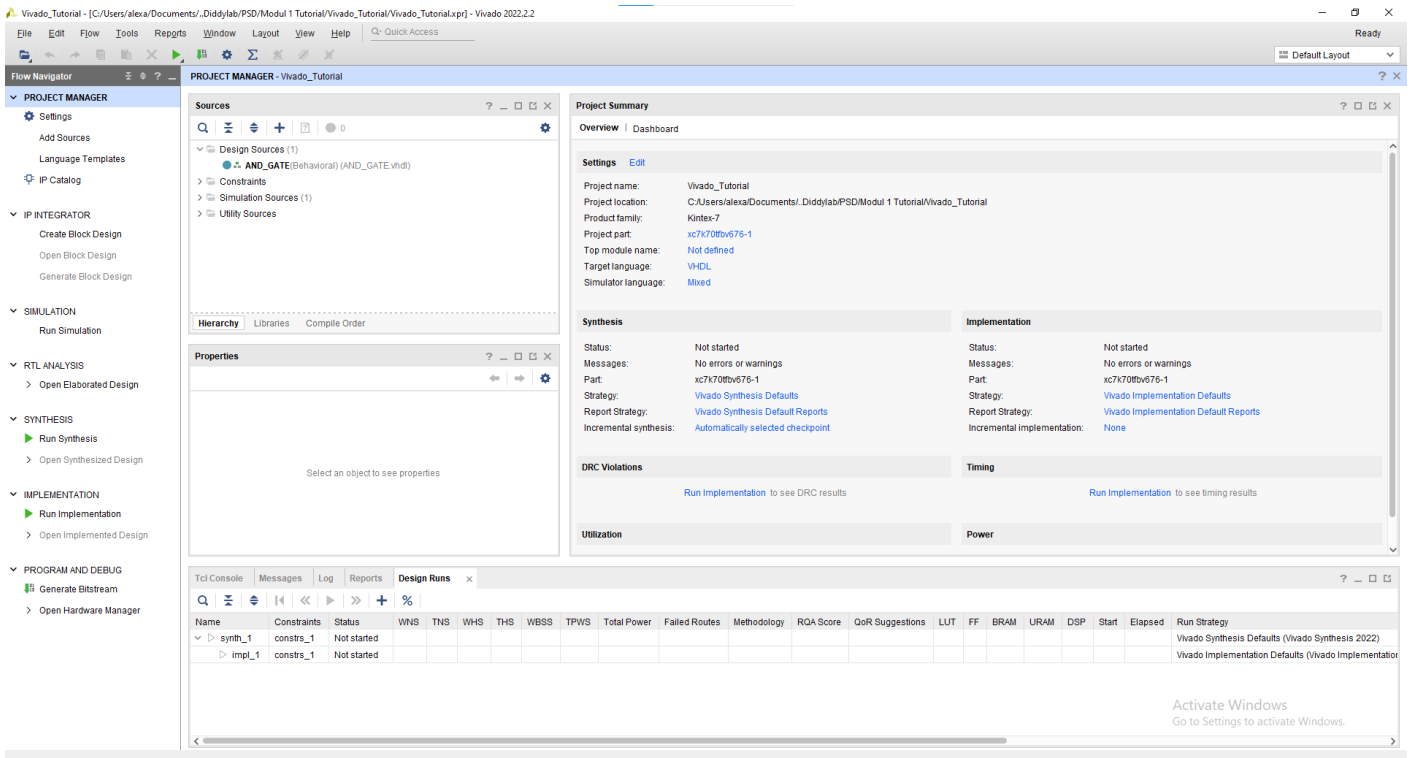 Vivado_Tutorial - [C:/Users/alexa/Documents/..Diddylab/PSD/Modul 1 Tutorial/Vivado_Tutorial/Vivado_Tutorial.xpr] - Vivado 2022.2.2
File Edit Flow Tools Reports Window Layout View Help Quick Access Ready
Default Layout
Flow Navigator
PROJECT MANAGER
Settings
Add Sources
Language Templates
IP Catalog
IP INTEGRATOR
Create Block Design
Open Block Design
Generate Block Design
SIMULATION
Run Simulation
RTL ANALYSIS
Open Elaborated Design
SYNTHESIS
Run Synthesis
Open Synthesized Design
IMPLEMENTATION
Run Implementation
Open Implemented Design
PROGRAM AND DEBUG
Generate Bitstream
Open Hardware Manager
PROJECT MANAGER - Vivado_Tutorial
Sources
0
Design Sources (1)
AND_GATE(Behavioral) (AND_GATE.vhdl)
Constraints
Simulation Sources (1)
Utility Sources
Hierarchy Libraries Compile Order
Properties
Select an object to see properties
Project Summary
Overview | Dashboard
Settings Edit
Project name: Vivado_Tutorial
Project location: C:/Users/alexa/Documents/..Diddylab/PSD/Modul 1 Tutorial/Vivado_Tutorial
Product family: Kintex-7
Project part: xc7k70tfbv676-1
Top module name: Not defined
Target language: VHDL
Simulator language: Mixed
Synthesis
Status: Not started
Messages: No errors or warnings
Part: xc7k70tfbv676-1
Strategy: Vivado Synthesis Defaults
Report Strategy: Vivado Synthesis Default Reports
Incremental synthesis: Automatically selected checkpoint
Implementation
Status: Not started
Messages: No errors or warnings
Part: xc7k70tfbv676-1
Strategy: Vivado Implementation Defaults
Report Strategy: Vivado Implementation Default Reports
Incremental implementation: None
DRC Violations
Run Implementation to see DRC results
Timing
Run Implementation to see timing results
Utilization
Power
Tcl Console Messages Log Reports Design Runs
Name Constraints Status WNS TNS WHS THS WBSS TPWS Total Power Failed Routes Methodology RQA Score QoR Suggestions LUT FF BRAM URAM DSP Start Elapsed Run Strategy
synth_1 constrs_1 Not started Vivado Synthesis Defaults (Vivado Synthesis 2022)
impl_1 constrs_1 Not started Vivado Implementation Defaults (Vivado Implementation
Activate Windows
Go to Settings to activate Windows.